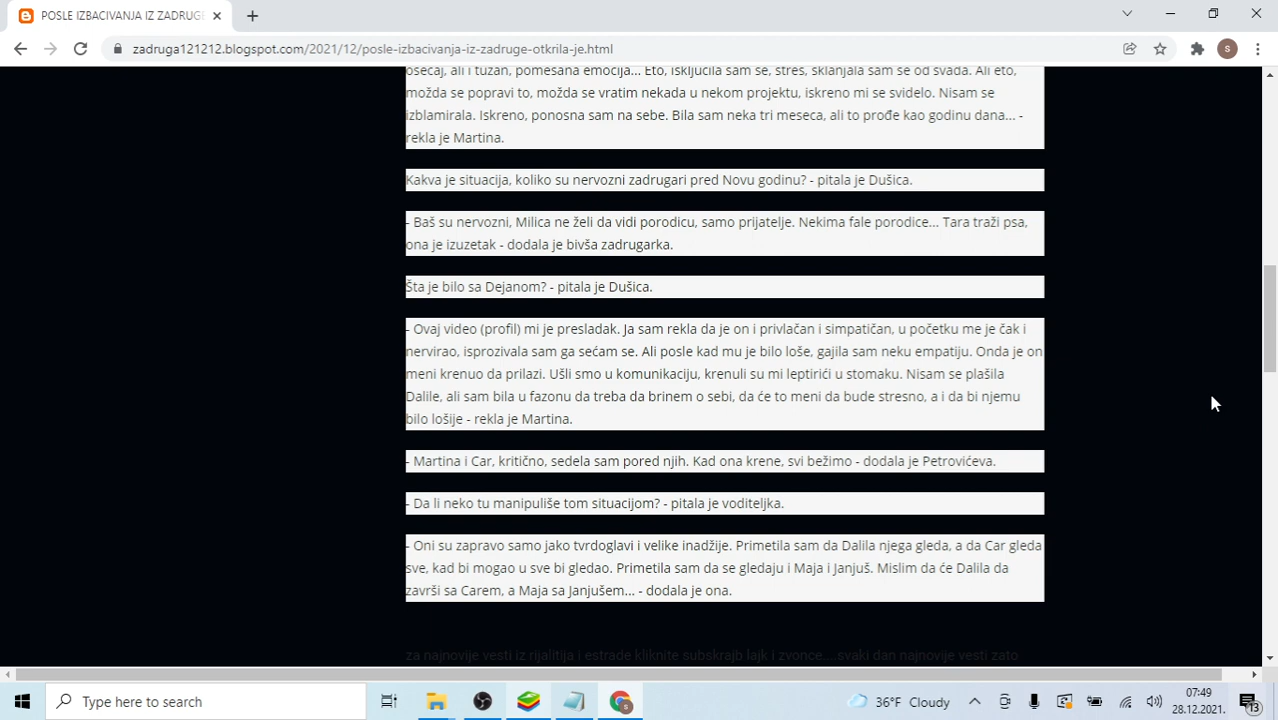 POSLE IZBACIVANJA IZ ZADRUGE
zadruga121212.blogspot.com/2021/12/posle-izbacivanja-iz-zadruge-otkrila-je.html
S
osećaj, ali i tužan, pomešana emocija... Eto, isključila sam se, stres, sklanjala sam se od svađa. Ali eto,
možda se popravi to, možda se vratim nekada u nekom projektu, iskreno mi se svidelo. Nisam se
izblamirala. Iskreno, ponosna sam na sebe. Bila sam neka tri meseca, ali to prođe kao godinu dana... -
rekla je Martina.
Kakva je situacija, koliko su nervozni zadrugari pred Novu godinu? - pitala je Dušica.
- Baš su nervozni, Milica ne želi da vidi porodicu, samo prijatelje. Nekima fale porodice... Tara traži psa,
ona je izuzetak - dodala je bivša zadrugarka.
Šta je bilo sa Dejanom? - pitala je Dušica.
- Ovaj video (profil) mi je presladak. Ja sam rekla da je on i privlačan i simpatičan, u početku me je čak i
nervirao, isprozivala sam ga sećam se. Ali posle kad mu je bilo loše, gajila sam neku empatiju. Onda je on
meni krenuo da prilazi. Ušli smo u komunikaciju, krenuli su mi leptirići u stomaku. Nisam se plašila
Dalile, ali sam bila u fazonu da treba da brinem o sebi, da će to meni da bude stresno, a i da bi njemu
bilo lošije - rekla je Martina.
- Martina i Car, kritično, sedela sam pored njih. Kad ona krene, svi bežimo - dodala je Petrovićeva.
- Da li neko tu manipuliše tom situacijom? - pitala je voditeljka.
- Oni su zapravo samo jako tvrdoglavi i velike inadžije. Primetila sam da Dalila njega gleda, a da Car gleda
sve, kad bi mogao u sve bi gledao. Primetila sam da se gledaju i Maja i Janjuš. Mislim da će Dalila da
završi sa Carem, a Maja sa Janjušem... - dodala je ona.
za najnovije vesti iz rijalitija i estrade kliknite subskrajb lajk i zvonce....svaki dan najnovije vesti zato
Type here to search
S
36°F Cloudy
07:49
28.12.2021.
13